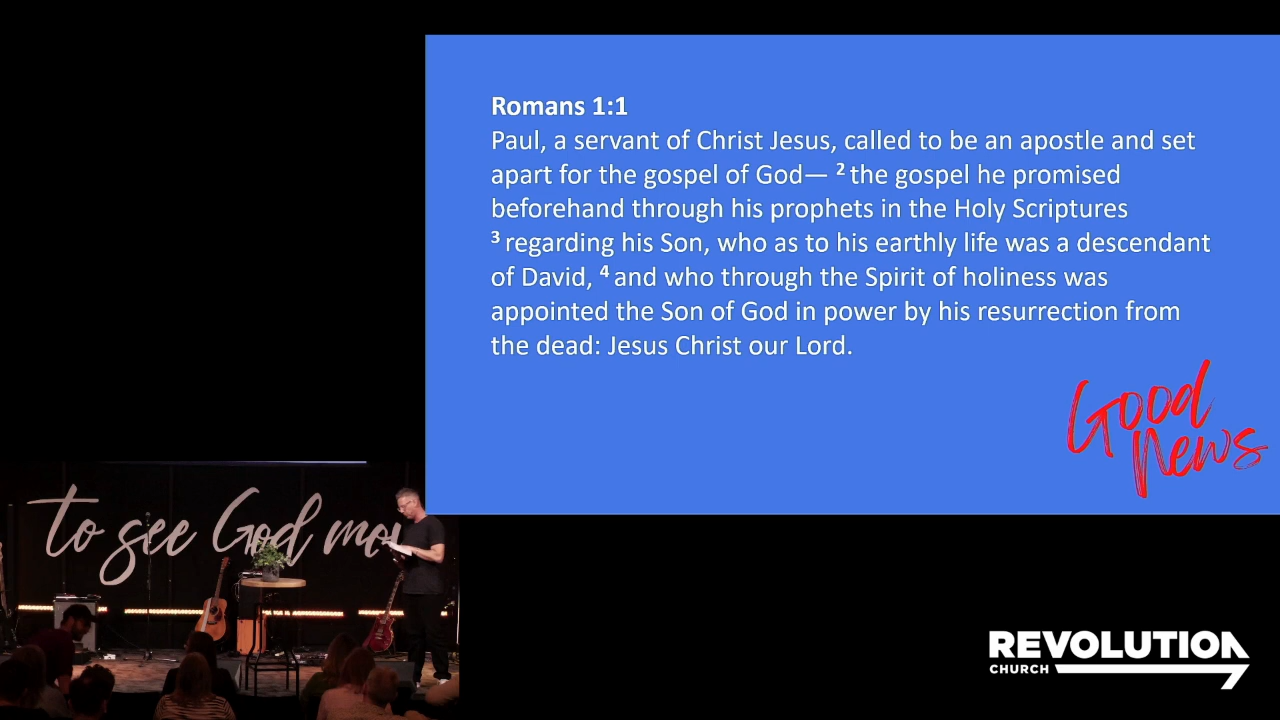 Romans 1:1
Paul, a servant of Christ Jesus, called to be an apostle and set
apart for the gospel of God— ² the gospel he promised
beforehand through his prophets in the Holy Scriptures
³ regarding his Son, who as to his earthly life was a descendant
of David, ⁴ and who through the Spirit of holiness was
appointed the Son of God in power by his resurrection from
the dead: Jesus Christ our Lord.
Good
News
to see God
REVOLUTION
CHURCH